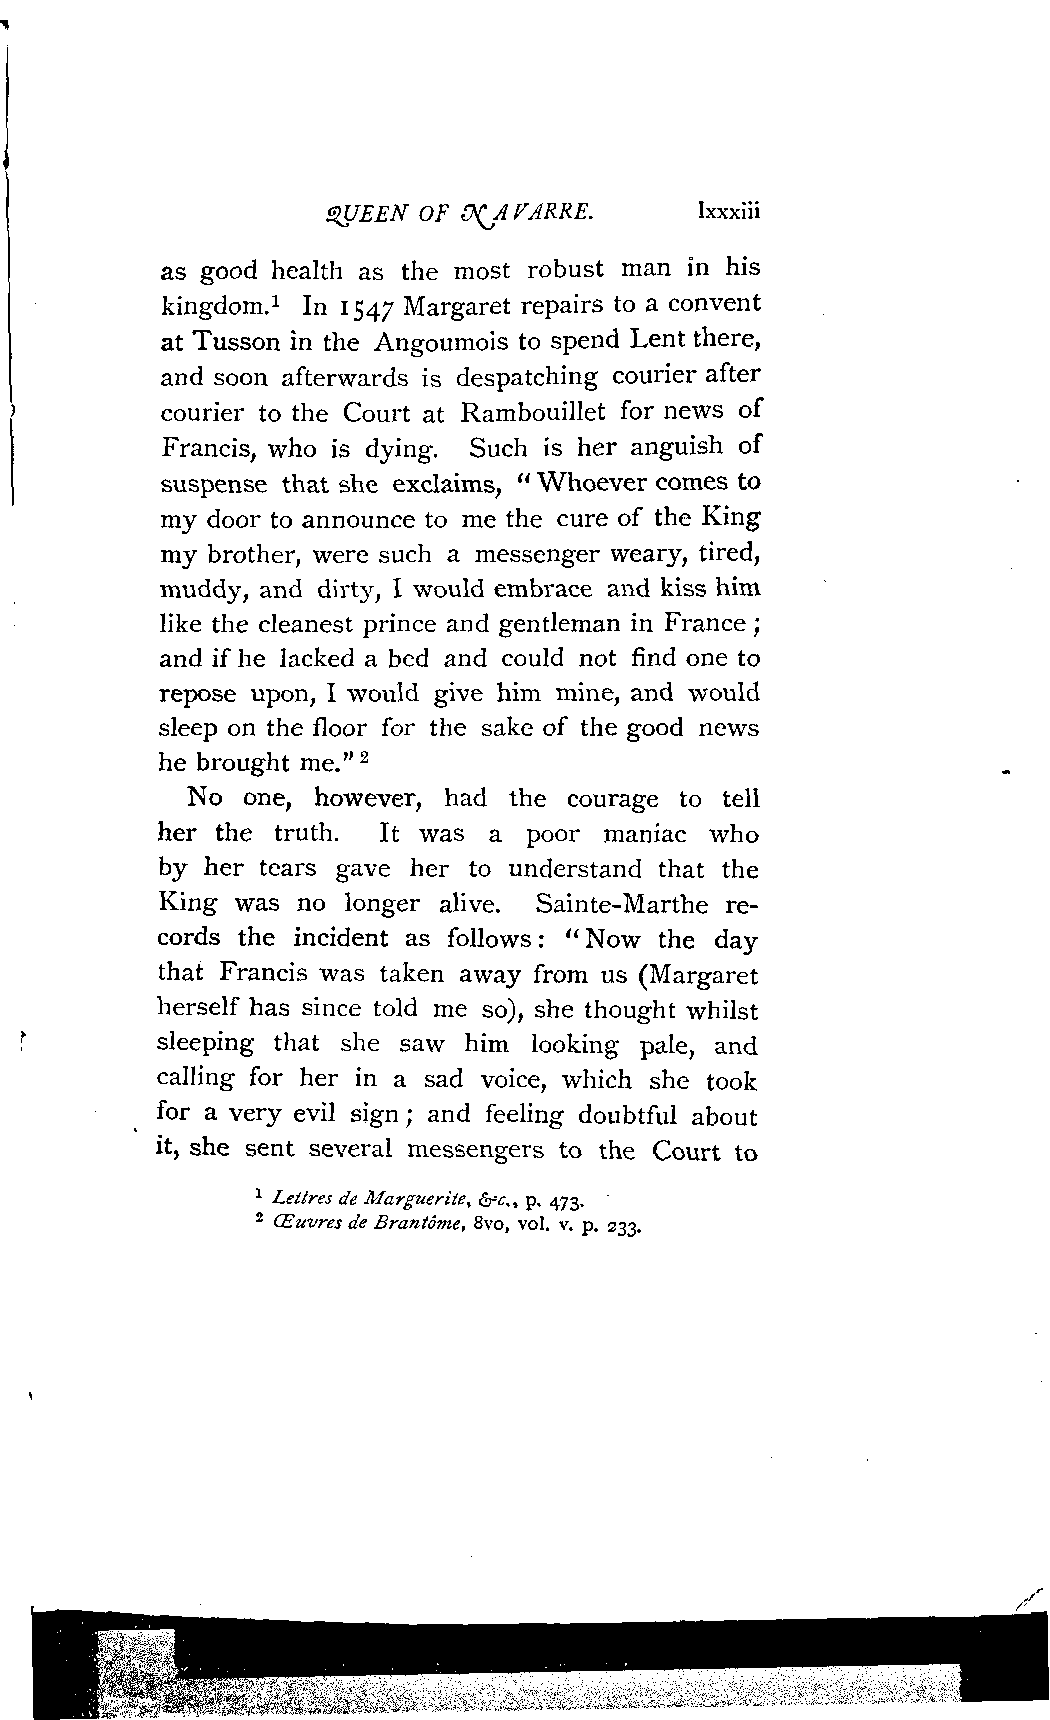 QUEEN OF NAVARRE. lxxxiii
as good health as the most robust man in his
kingdom.¹ In 1547 Margaret repairs to a convent
at Tusson in the Angoumois to spend Lent there,
and soon afterwards is despatching courier after
courier to the Court at Rambouillet for news of
Francis, who is dying. Such is her anguish of
suspense that she exclaims, "Whoever comes to
my door to announce to me the cure of the King
my brother, were such a messenger weary, tired,
muddy, and dirty, I would embrace and kiss him
like the cleanest prince and gentleman in France;
and if he lacked a bed and could not find one to
repose upon, I would give him mine, and would
sleep on the floor for the sake of the good news
he brought me." ²
No one, however, had the courage to tell
her the truth. It was a poor maniac who
by her tears gave her to understand that the
King was no longer alive. Sainte-Marthe re-
cords the incident as follows: "Now the day
that Francis was taken away from us (Margaret
herself has since told me so), she thought whilst
sleeping that she saw him looking pale, and
calling for her in a sad voice, which she took
for a very evil sign; and feeling doubtful about
it, she sent several messengers to the Court to
¹ Lettres de Marguerite, &c., p. 473.
² Œuvres de Brantôme, 8vo, vol. v. p. 233.